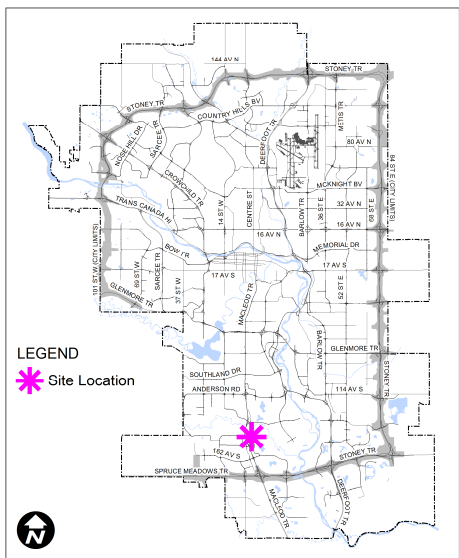 144 AV N
STONEY TR
STONEY TR
COUNTRY HILLS BV
NOSE HILL DR
SARCEE TR
DEERFOOT TR
METIS TR
80 AV N
CROWCHILD TR
MCKNIGHT BV
84 ST E (CITY LIMITS)
TRANS CANADA HI
14 ST W
CENTRE ST
BARLOW TR
36 ST E
32 AV N
68 ST E
16 AV N
16 AV N
101 ST W (CITY LIMITS)
69 ST W
SARCEE TR
BOW TR
37 ST W
MEMORIAL DR
17 AV S
17 AV S
52 ST E
GLENMORE TR
MACLEOD TR
BARLOW TR
GLENMORE TR
LEGEND
Site Location
SOUTHLAND DR
ANDERSON RD
114 AV S
STONEY TR
162 AV S
STONEY TR
SPRUCE MEADOWS TR
MACLEOD TR
DEERFOOT TR
N